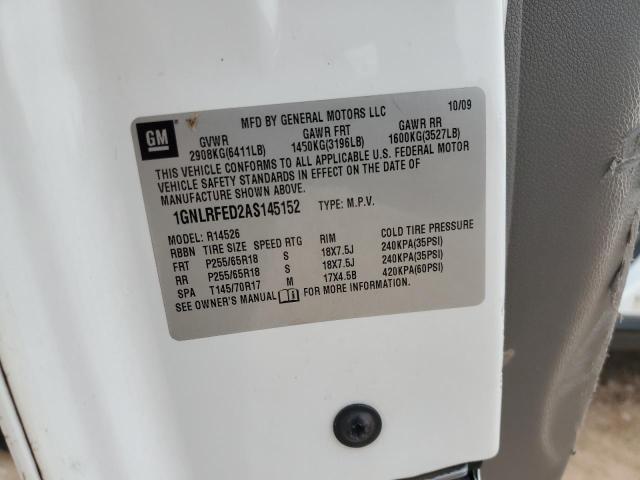 GM
MFD BY GENERAL MOTORS LLC 10/09
GVWR GAWR FRT GAWR RR
2908KG(6411LB) 1450KG(3196LB) 1600KG(3527LB)
THIS VEHICLE CONFORMS TO ALL APPLICABLE U.S. FEDERAL MOTOR
VEHICLE SAFETY STANDARDS IN EFFECT ON THE DATE OF
MANUFACTURE SHOWN ABOVE.
1GNLRFED2AS145152 TYPE: M.P.V.
MODEL: R14526
RBBN TIRE SIZE SPEED RTG RIM COLD TIRE PRESSURE
FRT P255/65R18 S 18X7.5J 240KPA(35PSI)
RR P255/65R18 S 18X7.5J 240KPA(35PSI)
SPA T145/70R17 M 17X4.5B 420KPA(60PSI)
SEE OWNER'S MANUAL FOR MORE INFORMATION.